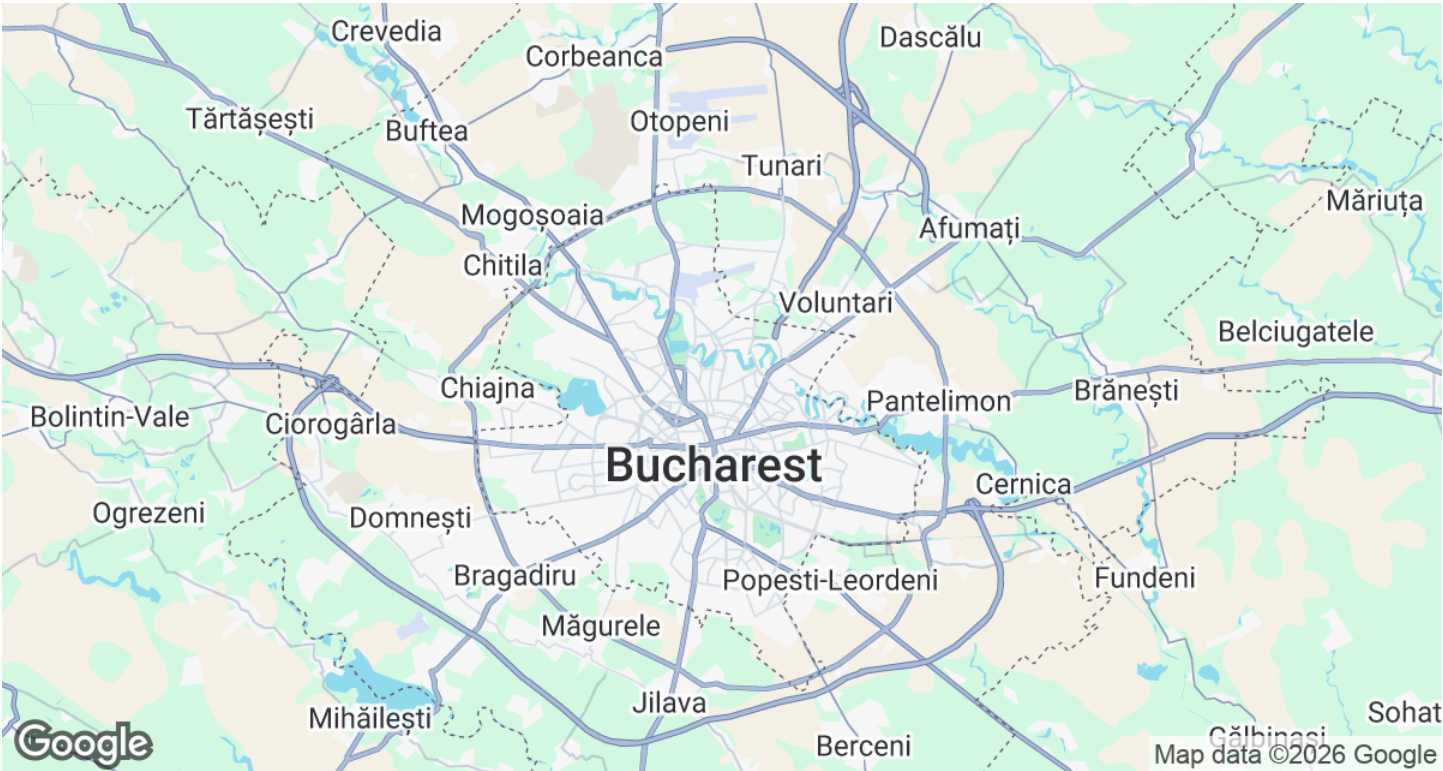 Crevedia
Dascălu
Corbeanca
Tărtășești
Otopeni
Buftea
Tunari
Măriuța
Mogoșoaia
Afumați
Chitila
Voluntari
Belciugatele
Chiajna
Brănești
Pantelimon
Bolintin-Vale
Ciorogârla
Bucharest
Cernica
Ogrezeni
Domnești
Bragadiru
Popesti-Leordeni
Fundeni
Măgurele
Jilava
Sohat
Mihăilești
Gălbinași
Berceni
Google
Map data ©2026 Google